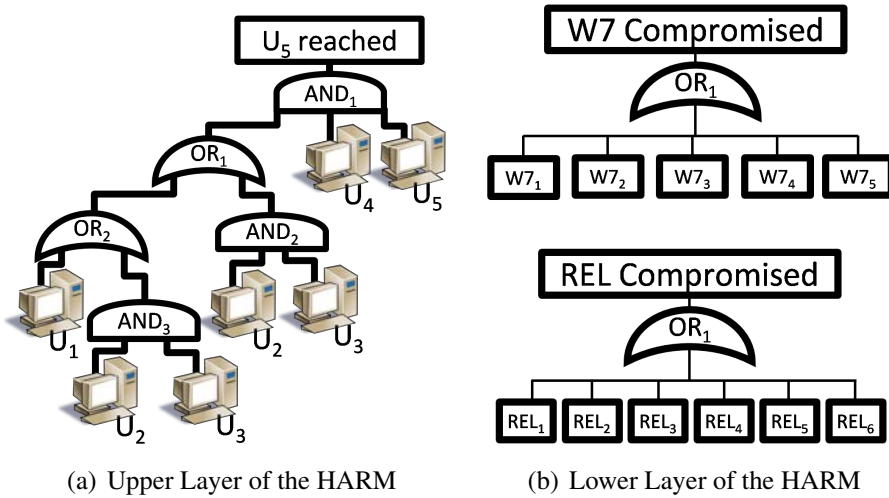 U5 reached
AND1
OR1
U4
U5
OR2
AND2
U1
AND3
U2
U3
U2
U3
(a) Upper Layer of the HARM
W7 Compromised
OR1
W71
W72
W73
W74
W75
REL Compromised
OR1
REL1
REL2
REL3
REL4
REL5
REL6
(b) Lower Layer of the HARM